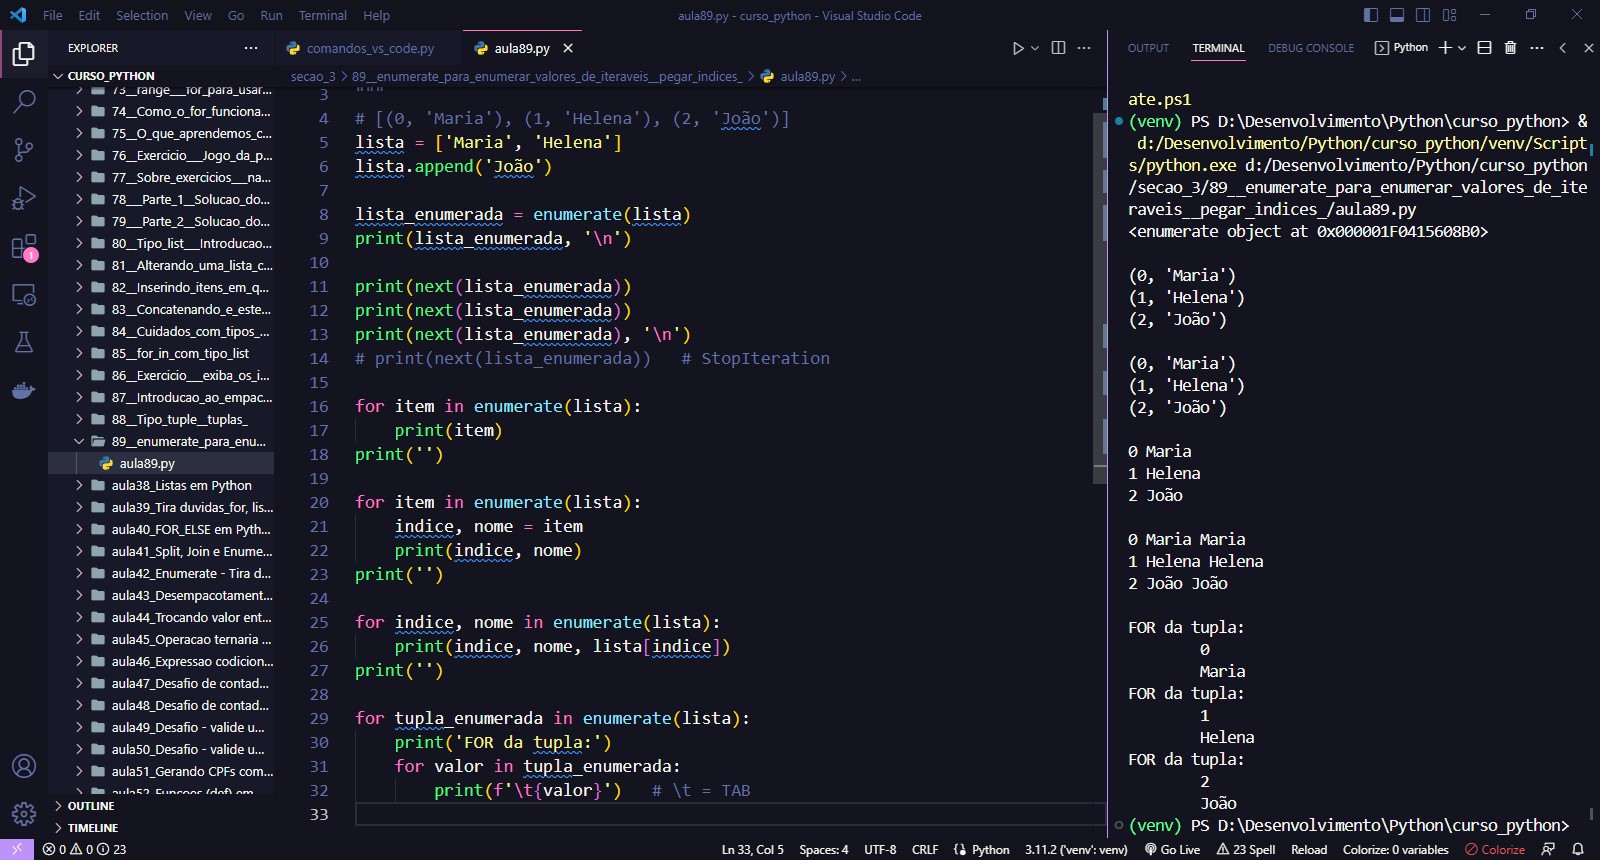 File Edit Selection View Go Run Terminal Help
aula89.py - curso_python - Visual Studio Code
EXPLORER
CURSO_PYTHON
73__range__for_para_usar...
74__Como_o_for_funciona...
75__O_que_aprendemos_c...
76__Exercicio___Jogo_da_p...
77__Sobre_exercicios___na...
78___Parte_1__Solucao_do...
79___Parte_2__Solucao_do...
80__Tipo_list___Introducao...
81__Alterando_uma_lista_c...
82__Inserindo_itens_em_q...
83__Concatenando_e_este...
84__Cuidados_com_tipos_...
85__for_in_com_tipo_list
86__Exercicio___exiba_os_i...
87__Introducao_ao_empac...
88__Tipo_tuple__tuplas_
89__enumerate_para_enu...
aula89.py
aula38_Listas em Python
aula39_Tira duvidas_for, lis...
aula40_FOR_ELSE em Pyth...
aula41_Split, Join e Enume...
aula42_Enumerate - Tira d...
aula43_Desempacotament...
aula44_Trocando valor ent...
aula45_Operacao ternaria ...
aula46_Expressao codicion...
aula47_Desafio de contad...
aula48_Desafio de contad...
aula49_Desafio - valide u...
aula50_Desafio - valide u...
aula51_Gerando CPFs com...
aula52_Funcoes (def) em
OUTLINE
TIMELINE
comandos_vs_code.py
aula89.py
secao_3 > 89__enumerate_para_enumerar_valores_de_iteraveis__pegar_indices_ > aula89.py > ...
3 """
4 # [(0, 'Maria'), (1, 'Helena'), (2, 'João')]
5 lista = ['Maria', 'Helena']
6 lista.append('João')
7
8 lista_enumerada = enumerate(lista)
9 print(lista_enumerada, '\n')
10
11 print(next(lista_enumerada))
12 print(next(lista_enumerada))
13 print(next(lista_enumerada), '\n')
14 # print(next(lista_enumerada))   # StopIteration
15
16 for item in enumerate(lista):
17     print(item)
18 print('')
19
20 for item in enumerate(lista):
21     indice, nome = item
22     print(indice, nome)
23 print('')
24
25 for indice, nome in enumerate(lista):
26     print(indice, nome, lista[indice])
27 print('')
28
29 for tupla_enumerada in enumerate(lista):
30     print('FOR da tupla:')
31     for valor in tupla_enumerada:
32         print(f'\t{valor}')   # \t = TAB
33
OUTPUT TERMINAL DEBUG CONSOLE Python
ate.ps1
(venv) PS D:\Desenvolvimento\Python\curso_python> &
d:/Desenvolvimento/Python/curso_python/venv/Script
s/python.exe d:/Desenvolvimento/Python/curso_python
/secao_3/89__enumerate_para_enumerar_valores_de_ite
raveis__pegar_indices_/aula89.py
<enumerate object at 0x000001F0415608B0>
(0, 'Maria')
(1, 'Helena')
(2, 'João')
(0, 'Maria')
(1, 'Helena')
(2, 'João')
0 Maria
1 Helena
2 João
0 Maria Maria
1 Helena Helena
2 João João
FOR da tupla:
0
Maria
FOR da tupla:
1
Helena
FOR da tupla:
2
João
(venv) PS D:\Desenvolvimento\Python\curso_python>
1
0 0 23
Ln 33, Col 5 Spaces: 4 UTF-8 CRLF Python 3.11.2 ('venv': venv) Go Live 23 Spell Reload Colorize: 0 variables Colorize